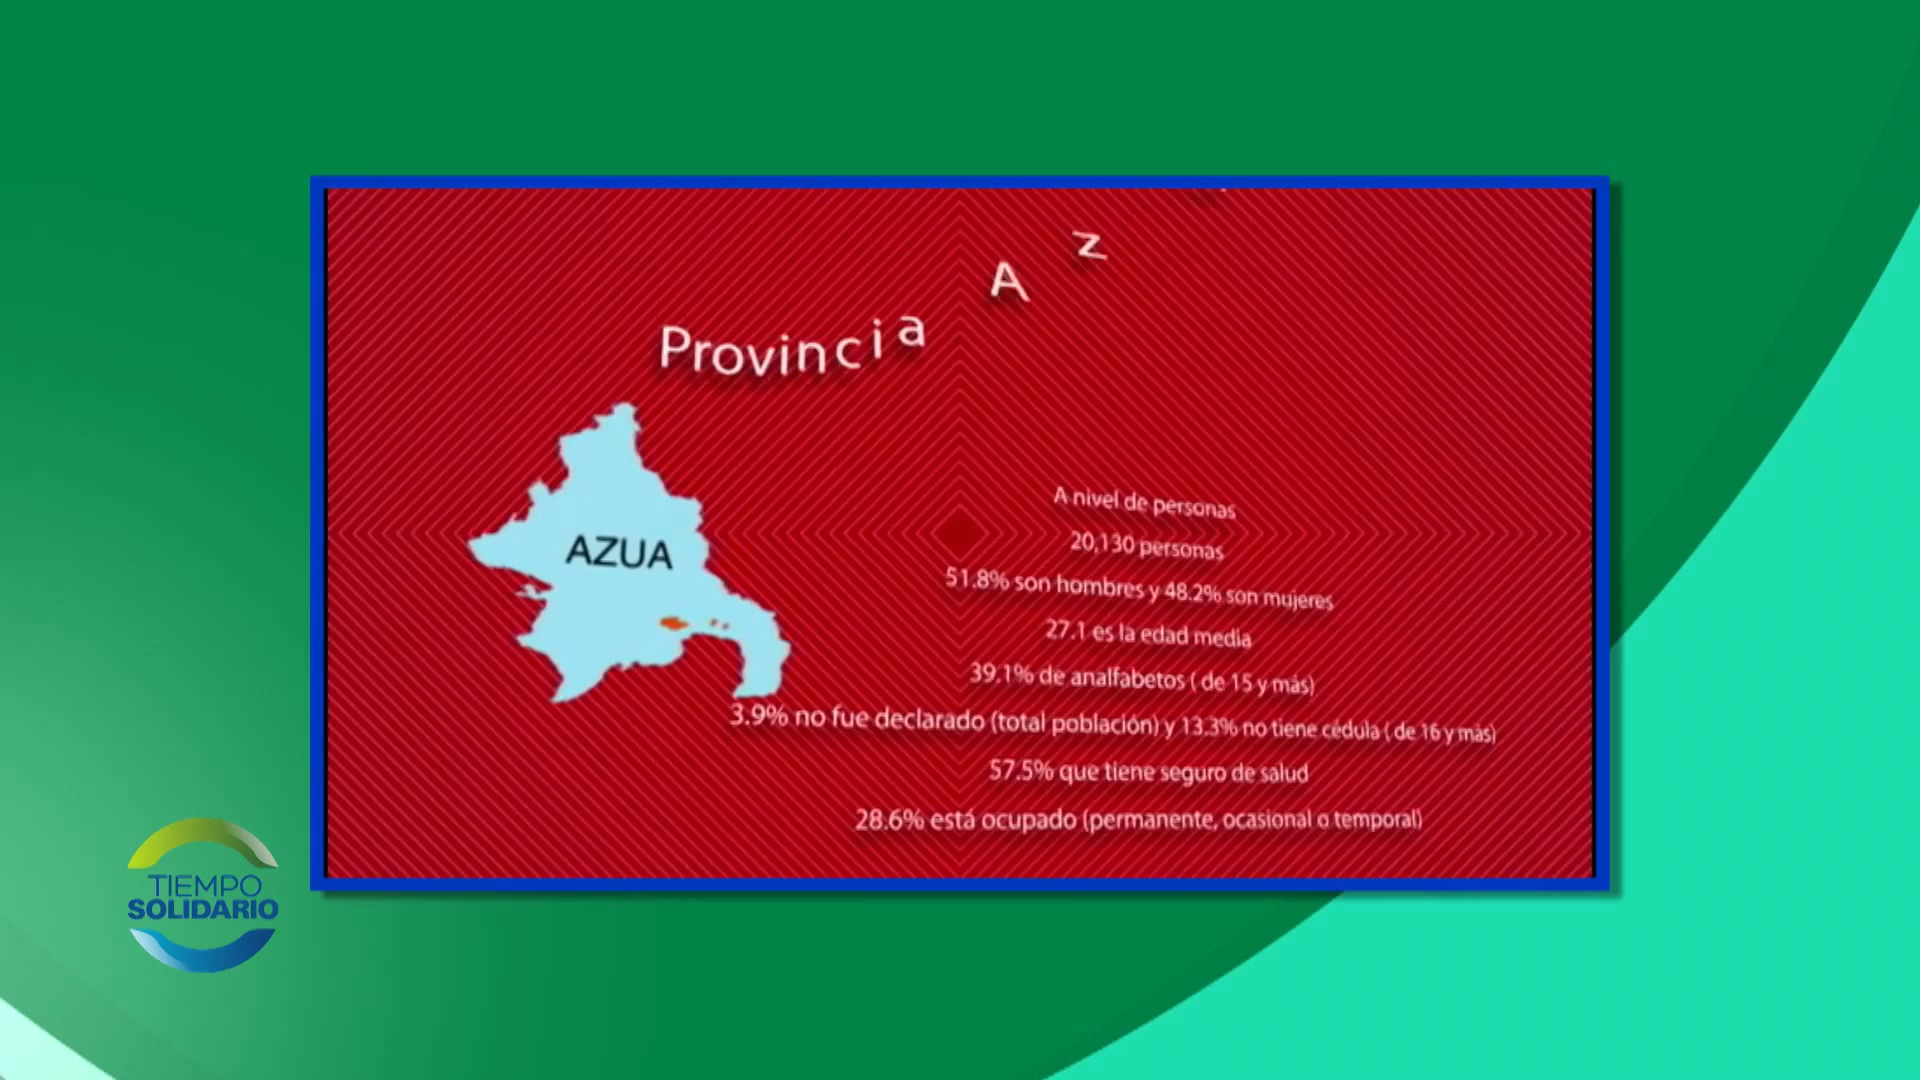 Provincia Az
AZUA
A nivel de personas
20,130 personas
51.8% son hombres y 48.2% son mujeres
27.1 es la edad media
39.1% de analfabetos ( de 15 y más)
3.9% no fue declarado (total población) y 13.3% no tiene cédula ( de 16 y más)
57.5% que tiene seguro de salud
28.6% está ocupado (permanente, ocasional o temporal)
TIEMPO
SOLIDARIO